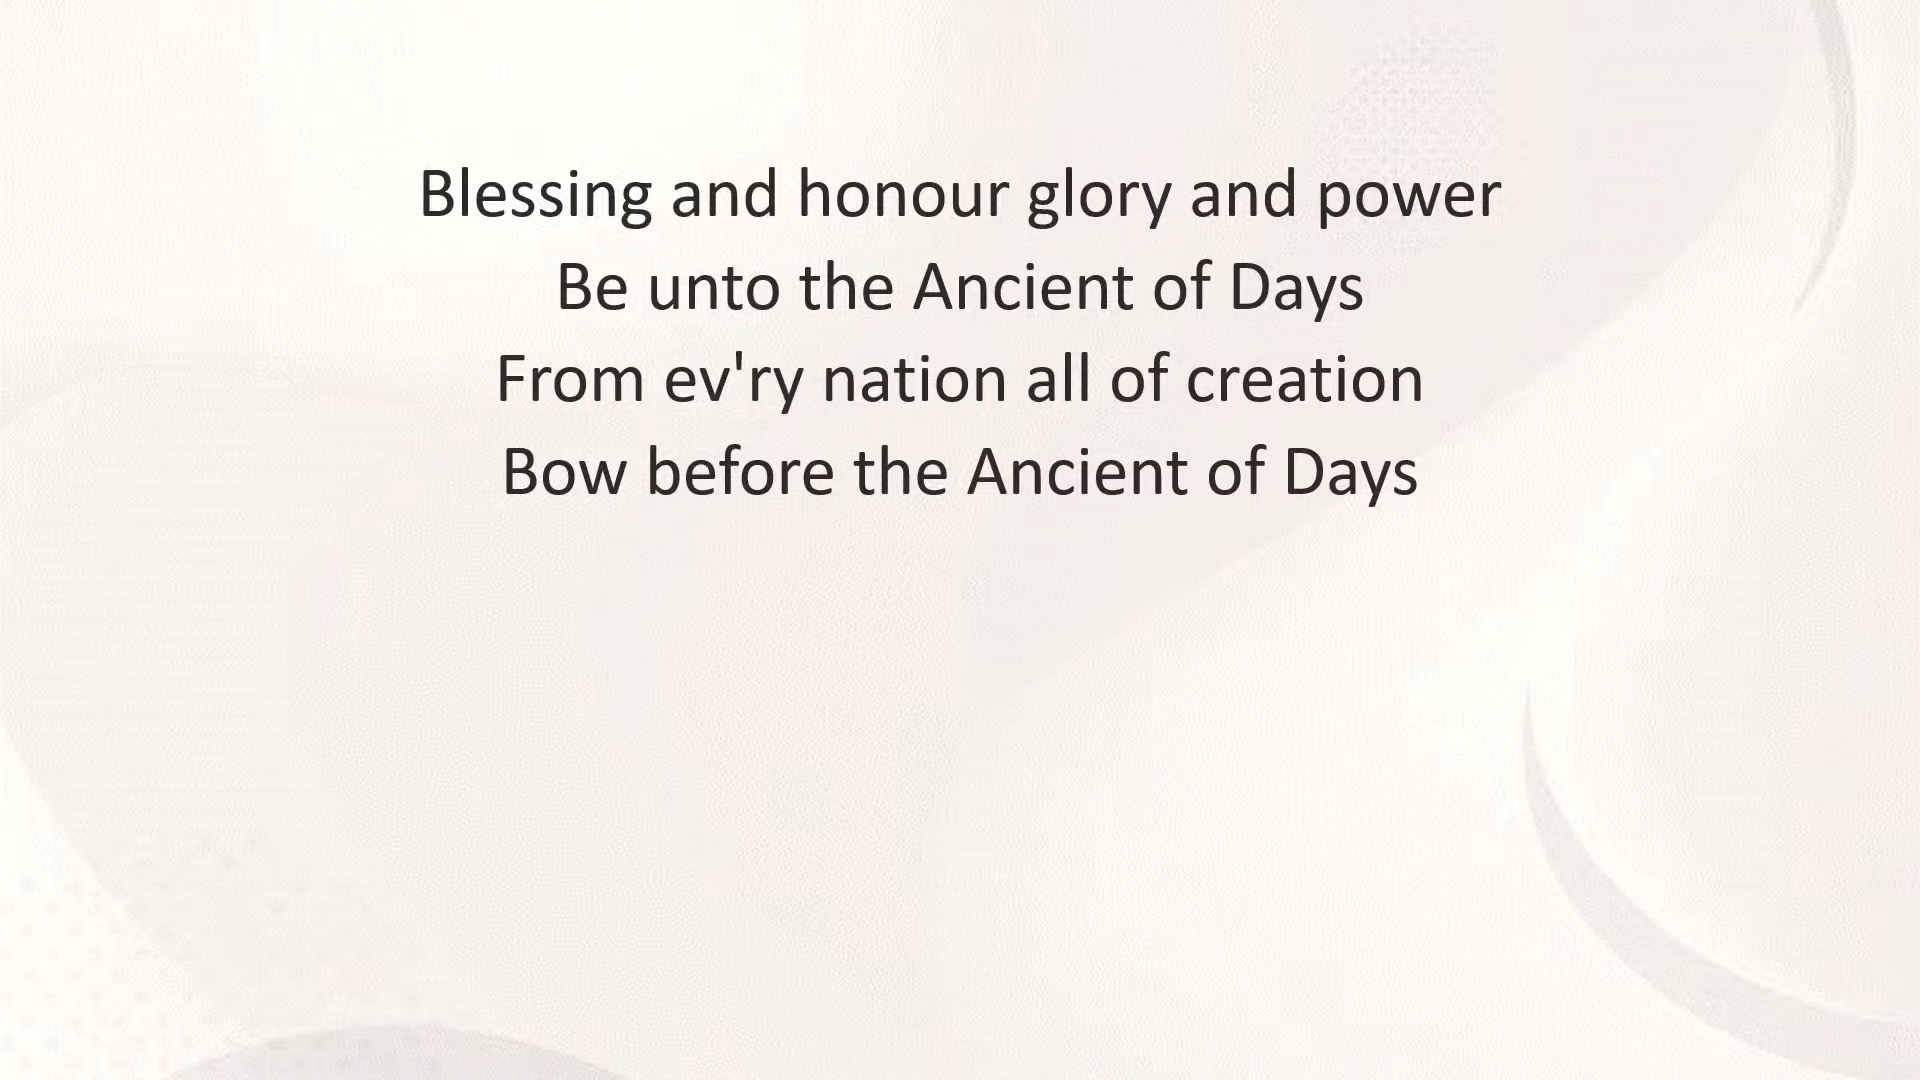 Blessing and honour glory and power
Be unto the Ancient of Days
From ev'ry nation all of creation
Bow before the Ancient of Days